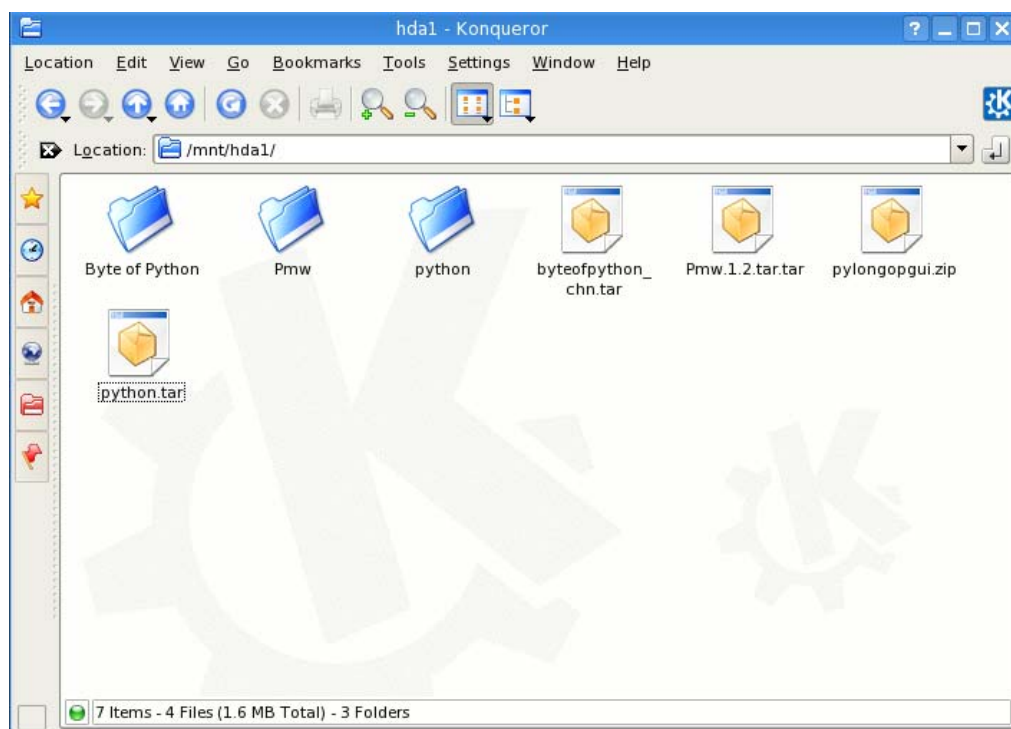 hda1 - Konqueror
Location Edit View Go Bookmarks Tools Settings Window Help
Location: /mnt/hda1/
Byte of Python
Pmw
python
byteofpython_
chn.tar
Pmw.1.2.tar.tar
pylongopgui.zip
python.tar
7 Items - 4 Files (1.6 MB Total) - 3 Folders